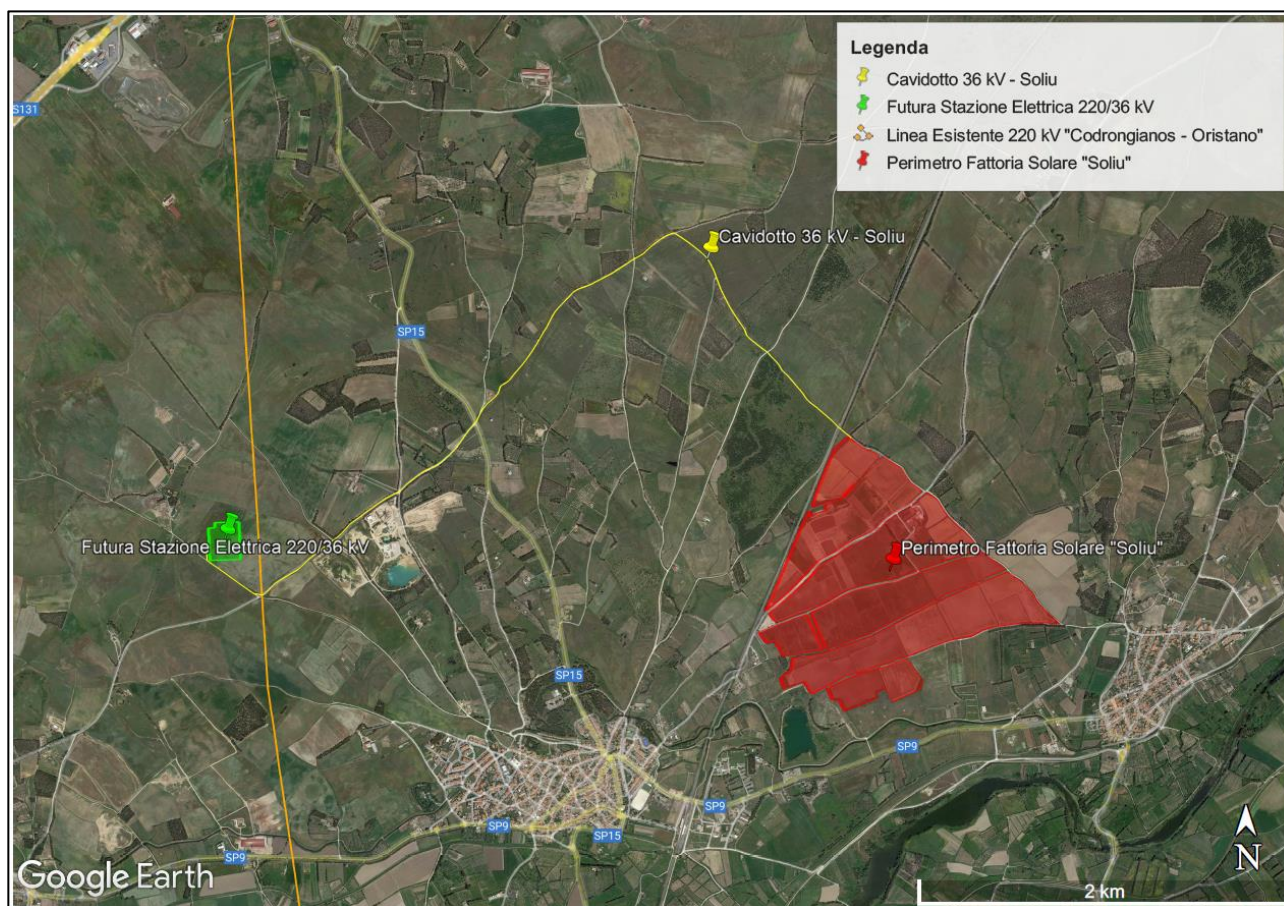 Legenda
Cavidotto 36 kV - Soliu
Futura Stazione Elettrica 220/36 kV
Linea Esistente 220 kV "Codrongianos - Oristano"
Perimetro Fattoria Solare "Soliu"
S131
Cavidotto 36 kV - Soliu
SP15
Futura Stazione Elettrica 220/36 kV
Perimetro Fattoria Solare "Soliu"
SP15
SP9
SP9
SP9
SP15
SP9
Google Earth
N
2 km